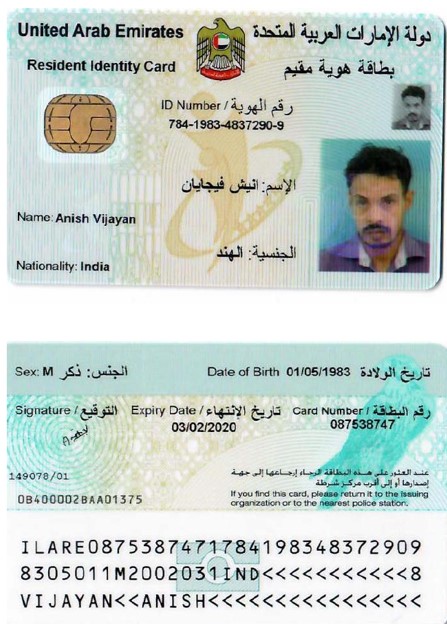 United Arab Emirates دولة الإمارات العربية المتحدة
Resident Identity Card بطاقة هوية مقيم
ID Number / رقم الهوية
784-1983-4837290-9
الإسم: انيش فيجايان
Name: Anish Vijayan
الجنسية: الهند
Nationality: India
Sex: M الجنس: ذكر Date of Birth 01/05/1983 تاريخ الولادة
Signature / التوقيع Expiry Date / تاريخ الإنتهاء Card Number / رقم البطاقة
03/02/2020 087538747
149078/01
عند العثور على هذه البطاقة الرجاء إرجاعها إلى جهة
إصدارها أو إلى أقرب مركز شرطة
0B400002BAA01375
If you find this card, please return it to the issuing
organization or to the nearest police station.
ILARE0875387471784198348372909
8305011M2002031IND<<<<<<<<<<<8
VIJAYAN<<ANISH<<<<<<<<<<<<<<<<